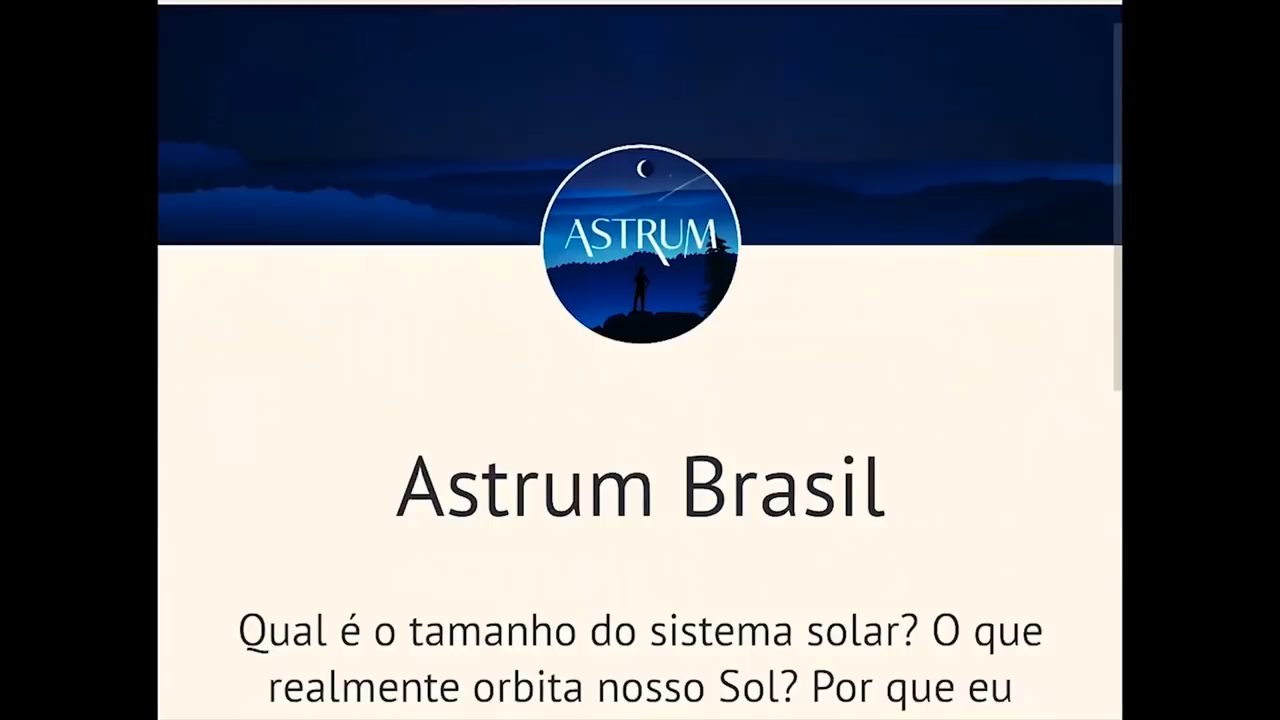 ASTRUM
Astrum Brasil
Qual é o tamanho do sistema solar? O que
realmente orbita nosso Sol? Por que eu